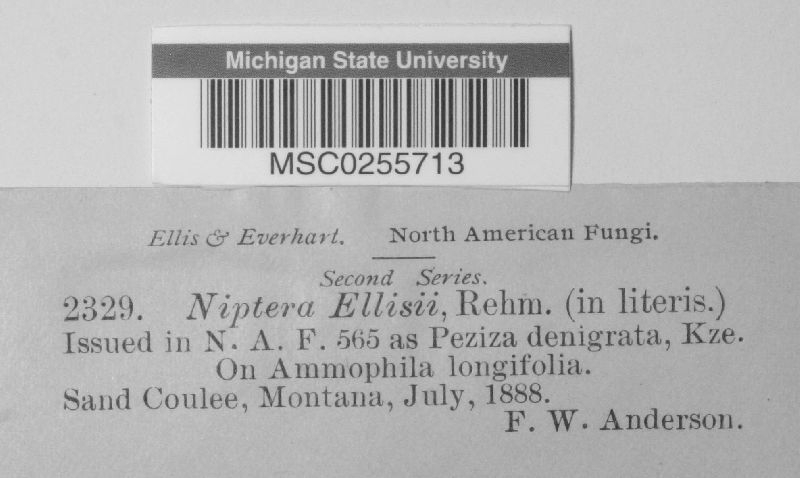 Michigan State University
MSC0255713
Ellis & Everhart. North American Fungi.
Second Series.
2329. Niptera Ellisii, Rehm. (in literis.)
Issued in N. A. F. 565 as Peziza denigrata, Kze.
On Ammophila longifolia.
Sand Coulee, Montana, July, 1888.
F. W. Anderson.